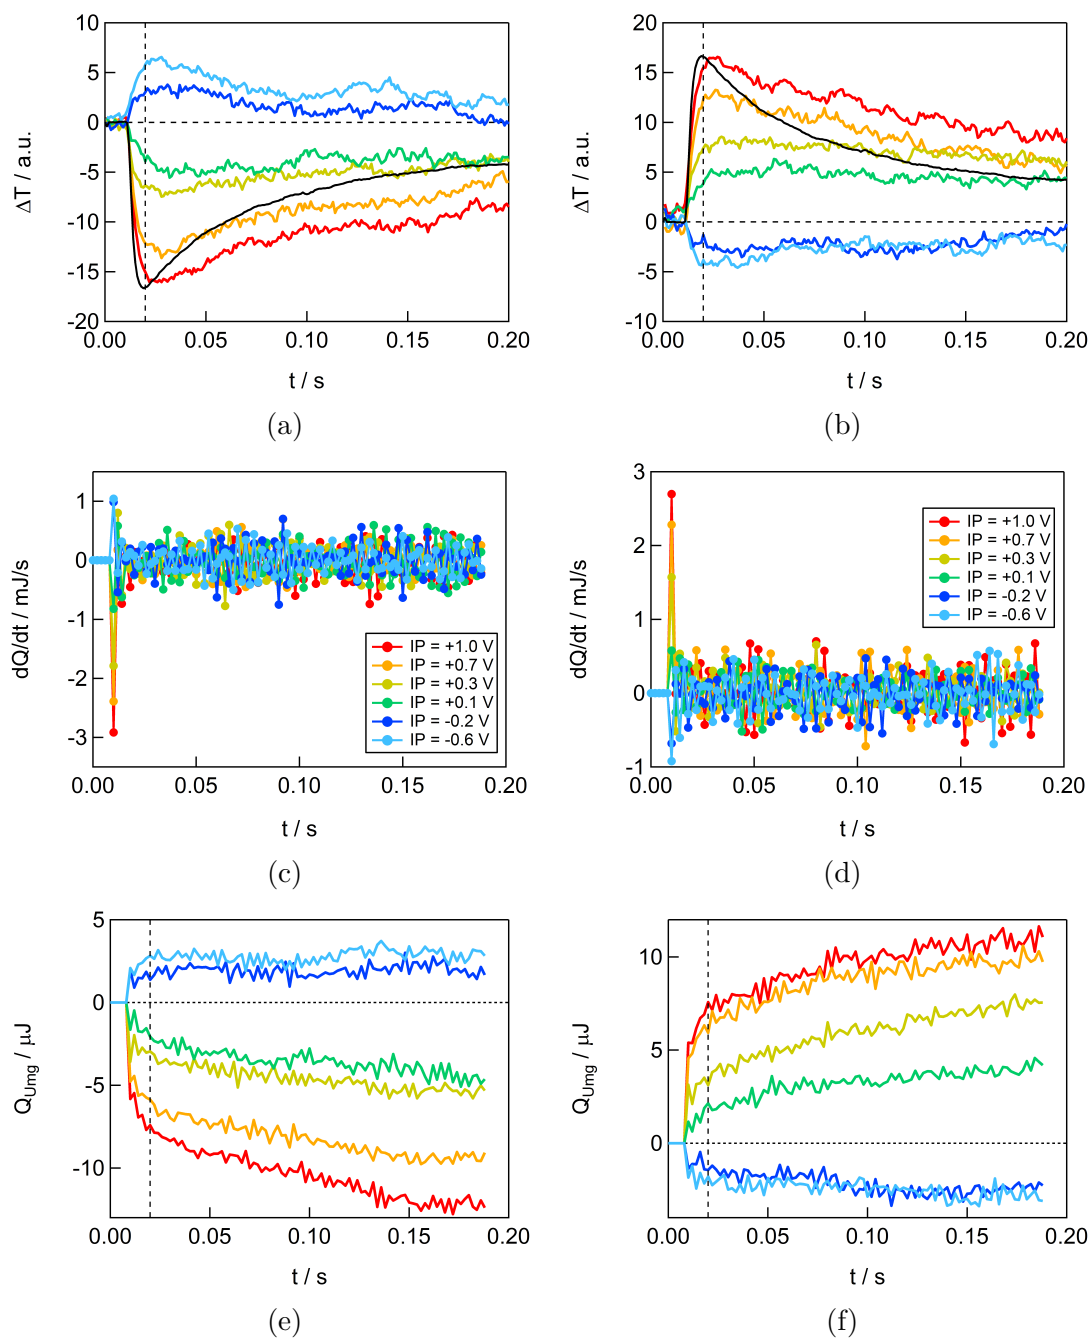 10
5
0
-5
-10
-15
-20
ΔT / a.u.
0.00
0.05
0.10
0.15
0.20
t / s
(a)
20
15
10
5
0
-5
-10
ΔT / a.u.
0.00
0.05
0.10
0.15
0.20
t / s
(b)
1
0
-1
-2
-3
dQ/dt / mJ/s
IP = +1.0 V
IP = +0.7 V
IP = +0.3 V
IP = +0.1 V
IP = -0.2 V
IP = -0.6 V
0.00
0.05
0.10
0.15
0.20
t / s
(c)
3
2
1
0
-1
dQ/dt / mJ/s
IP = +1.0 V
IP = +0.7 V
IP = +0.3 V
IP = +0.1 V
IP = -0.2 V
IP = -0.6 V
0.00
0.05
0.10
0.15
0.20
t / s
(d)
5
0
-5
-10
Q_Umg / μJ
0.00
0.05
0.10
0.15
0.20
t / s
(e)
10
5
0
Q_Umg / μJ
0.00
0.05
0.10
0.15
0.20
t / s
(f)